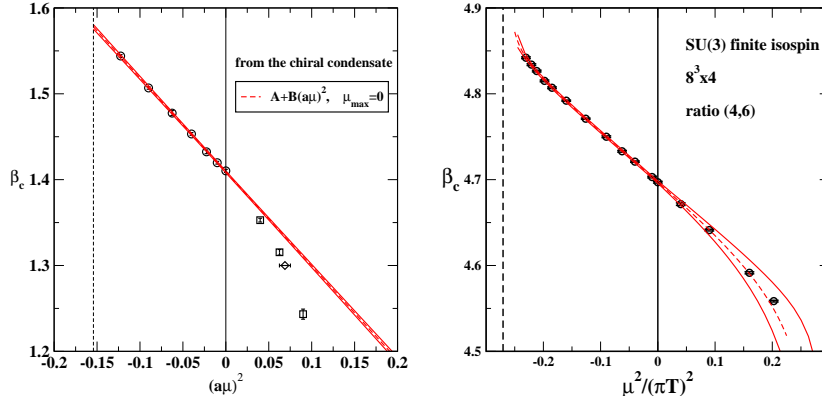 1.6
1.5
1.4
1.3
1.2
β_c
-0.2 -0.15 -0.1 -0.05 0 0.05 0.1 0.15 0.2
(aμ)^2
from the chiral condensate
A+B(aμ)^2, μ_max=0
4.9
4.8
4.7
4.6
4.5
β_c
-0.2 -0.1 0 0.1 0.2
μ^2/(πT)^2
SU(3) finite isospin
8^3x4
ratio (4,6)